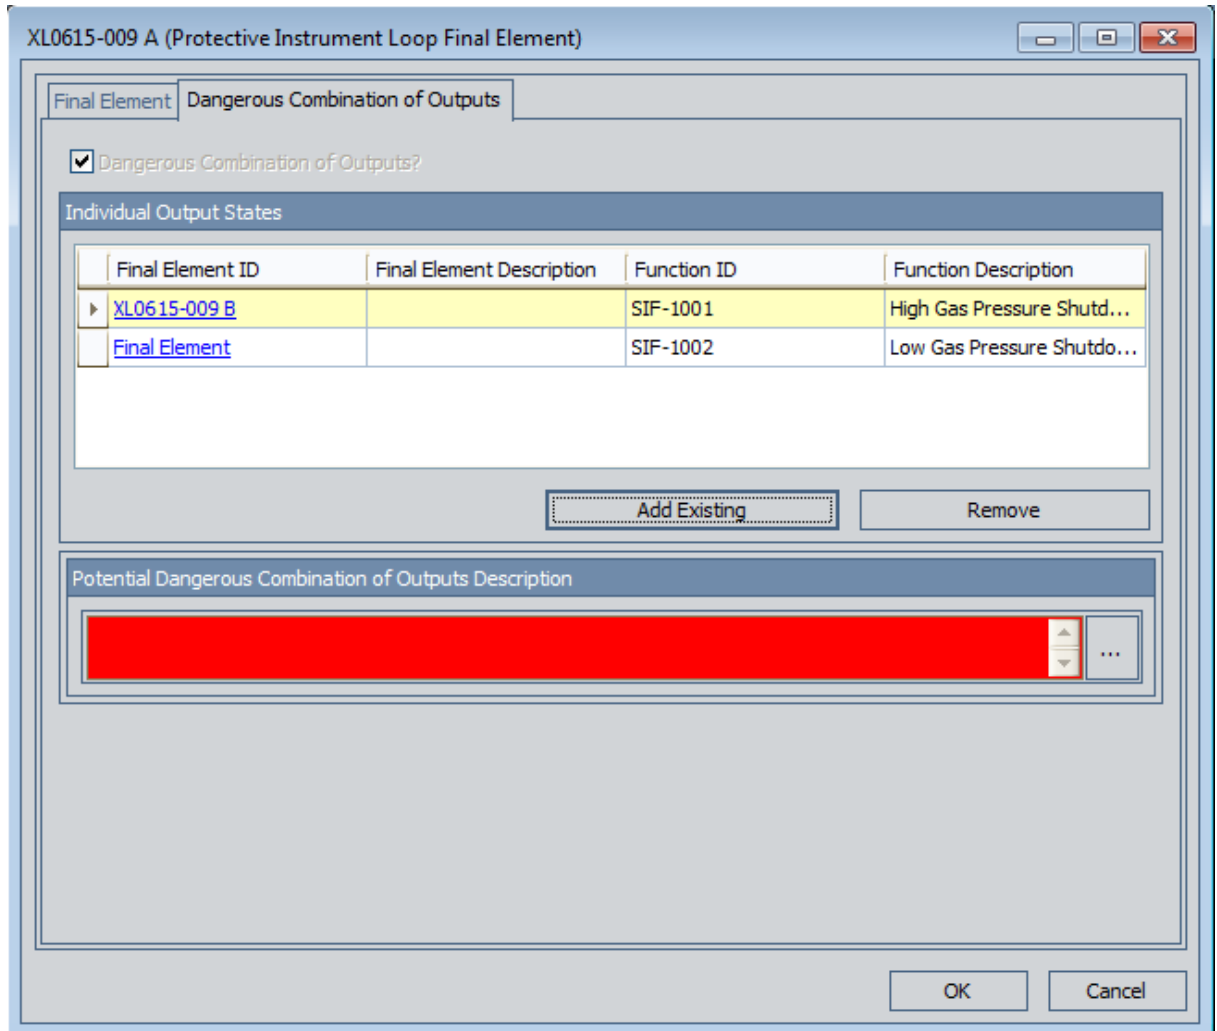 XL0615-009 A (Protective Instrument Loop Final Element)
Final Element Dangerous Combination of Outputs
Dangerous Combination of Outputs?
Individual Output States
Final Element ID Final Element Description Function ID Function Description
XL0615-009 B SIF-1001 High Gas Pressure Shutd...
Final Element SIF-1002 Low Gas Pressure Shutdo...
Add Existing Remove
Potential Dangerous Combination of Outputs Description
...
OK Cancel